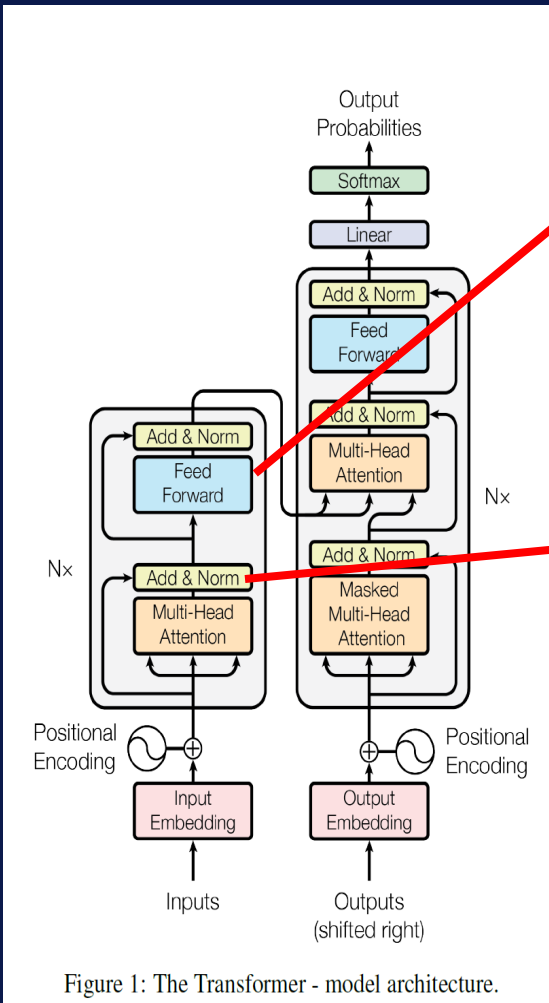 Output
Probabilities
Softmax
Linear
Add & Norm
Feed
Forward
Add & Norm
Multi-Head
Attention
Add & Norm
Feed
Forward
N×
N×
Add & Norm
Multi-Head
Attention
Add & Norm
Masked
Multi-Head
Attention
Positional
Encoding
Positional
Encoding
Input
Embedding
Output
Embedding
Inputs
Outputs
(shifted right)
Figure 1: The Transformer - model architecture.